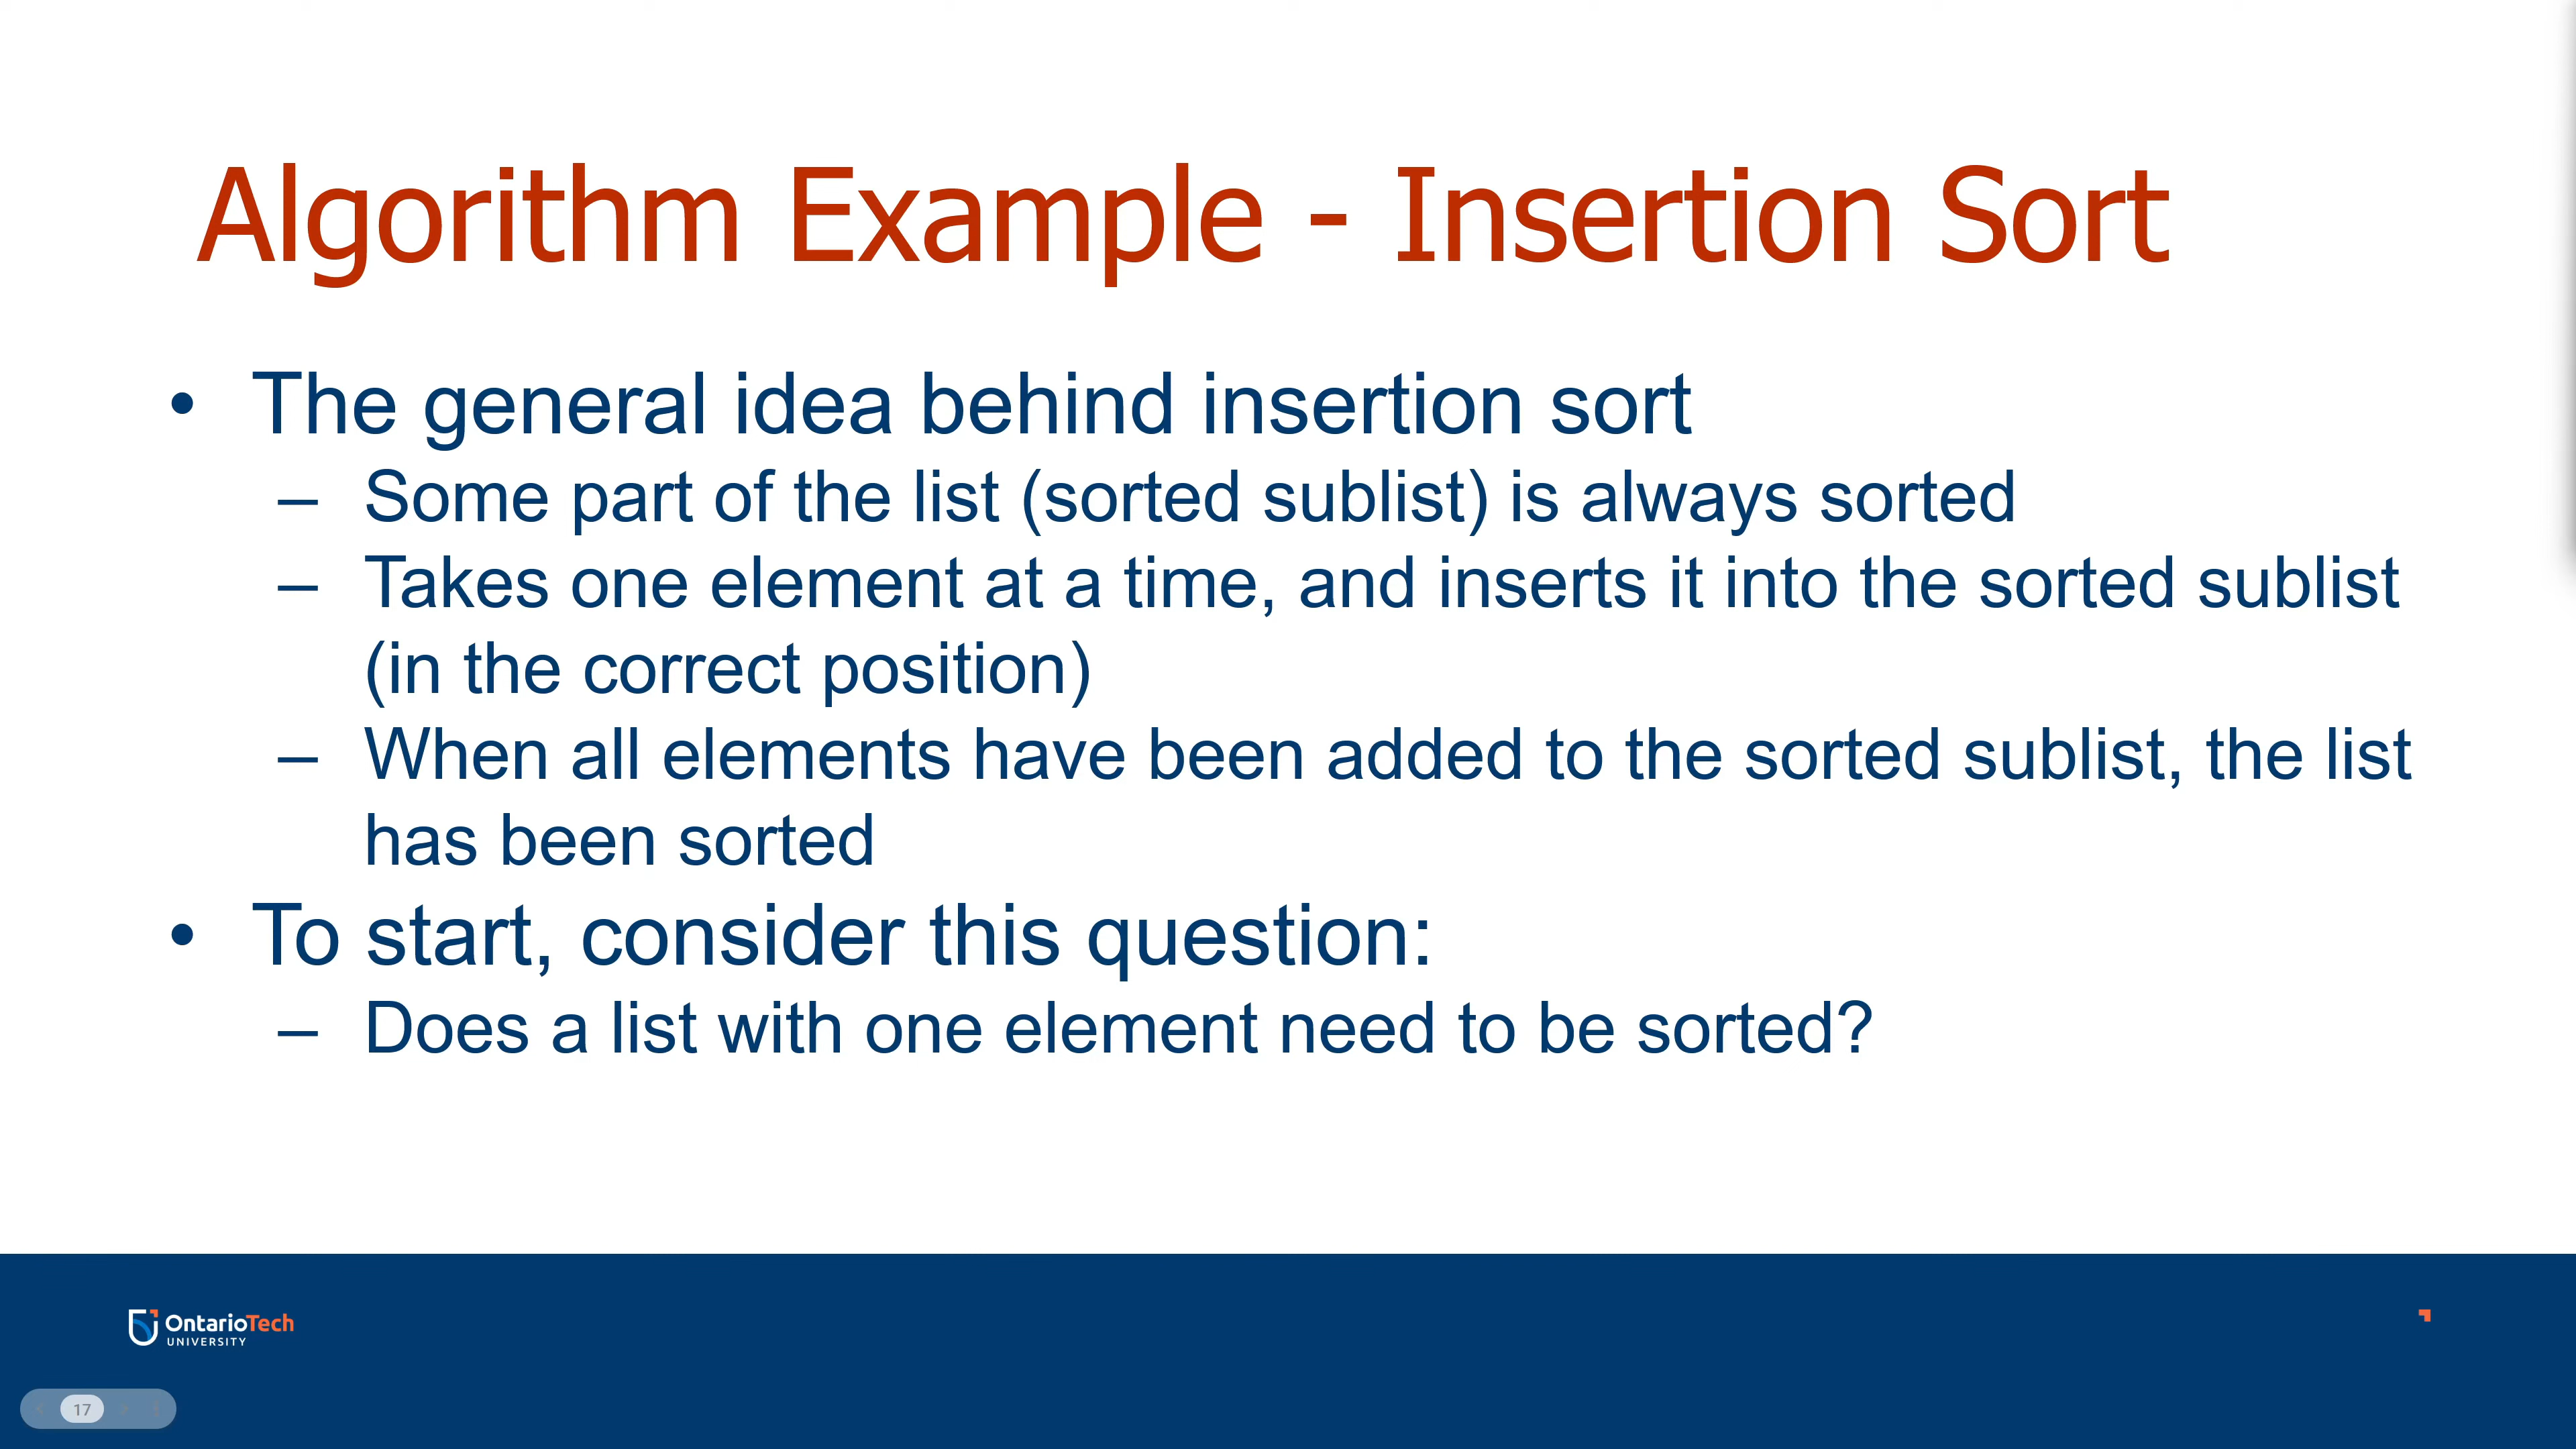 Algorithm Example - Insertion Sort
• The general idea behind insertion sort
– Some part of the list (sorted sublist) is always sorted
– Takes one element at a time, and inserts it into the sorted sublist
(in the correct position)
– When all elements have been added to the sorted sublist, the list
has been sorted
• To start, consider this question:
– Does a list with one element need to be sorted?
OntarioTech
UNIVERSITY
17